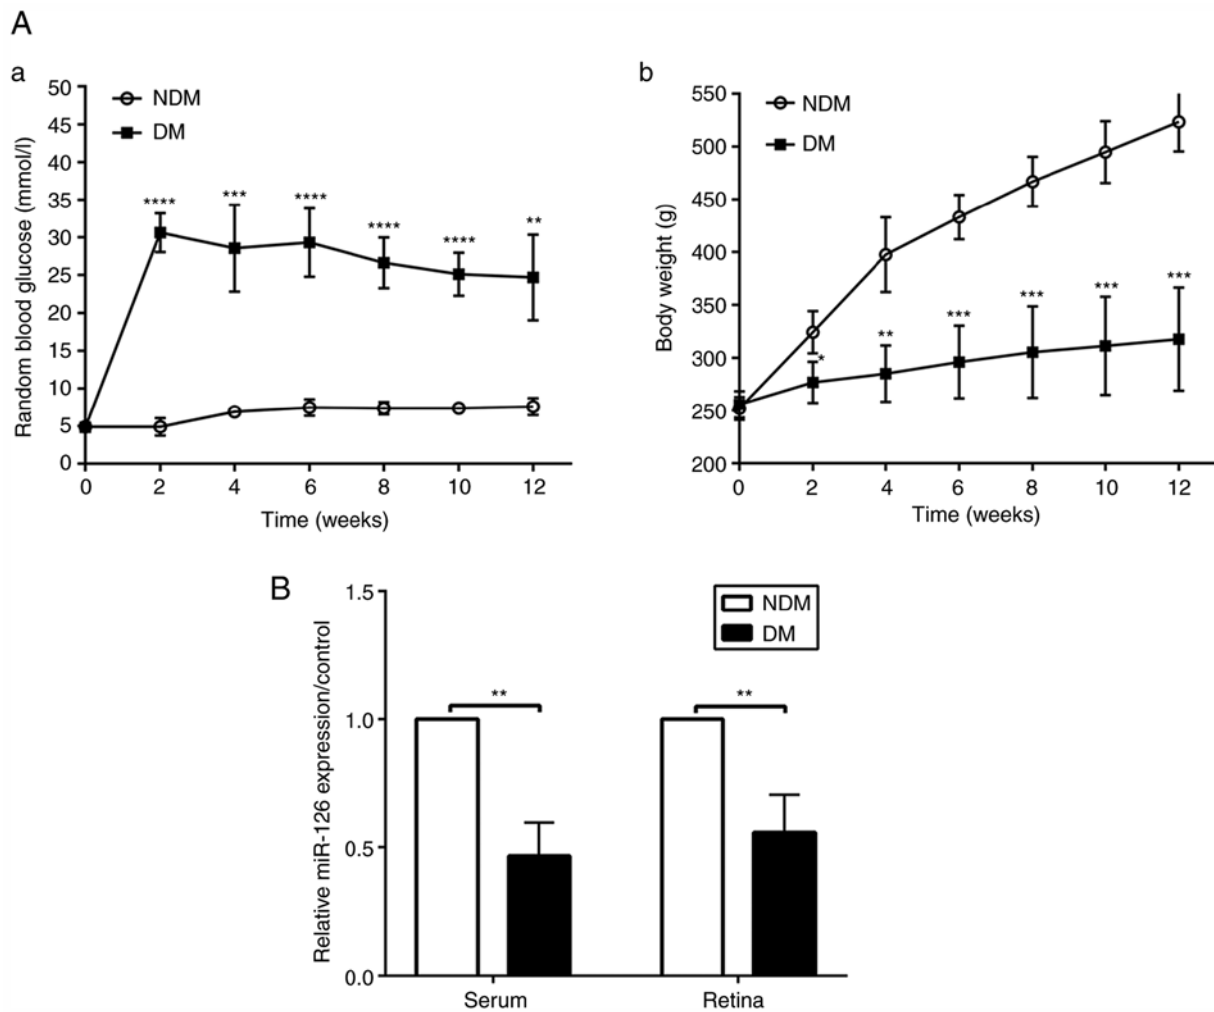 A
a
Random blood glucose (mmol/l)
50
45
40
35
30
25
20
15
10
5
0
NDM
DM
****
***
****
****
****
**
0 2 4 6 8 10 12
Time (weeks)
b
Body weight (g)
550
500
450
400
350
300
250
200
NDM
DM
*
**
***
***
***
***
0 2 4 6 8 10 12
Time (weeks)
B
Relative miR-126 expression/control
1.5
1.0
0.5
0.0
NDM
DM
**
**
Serum Retina